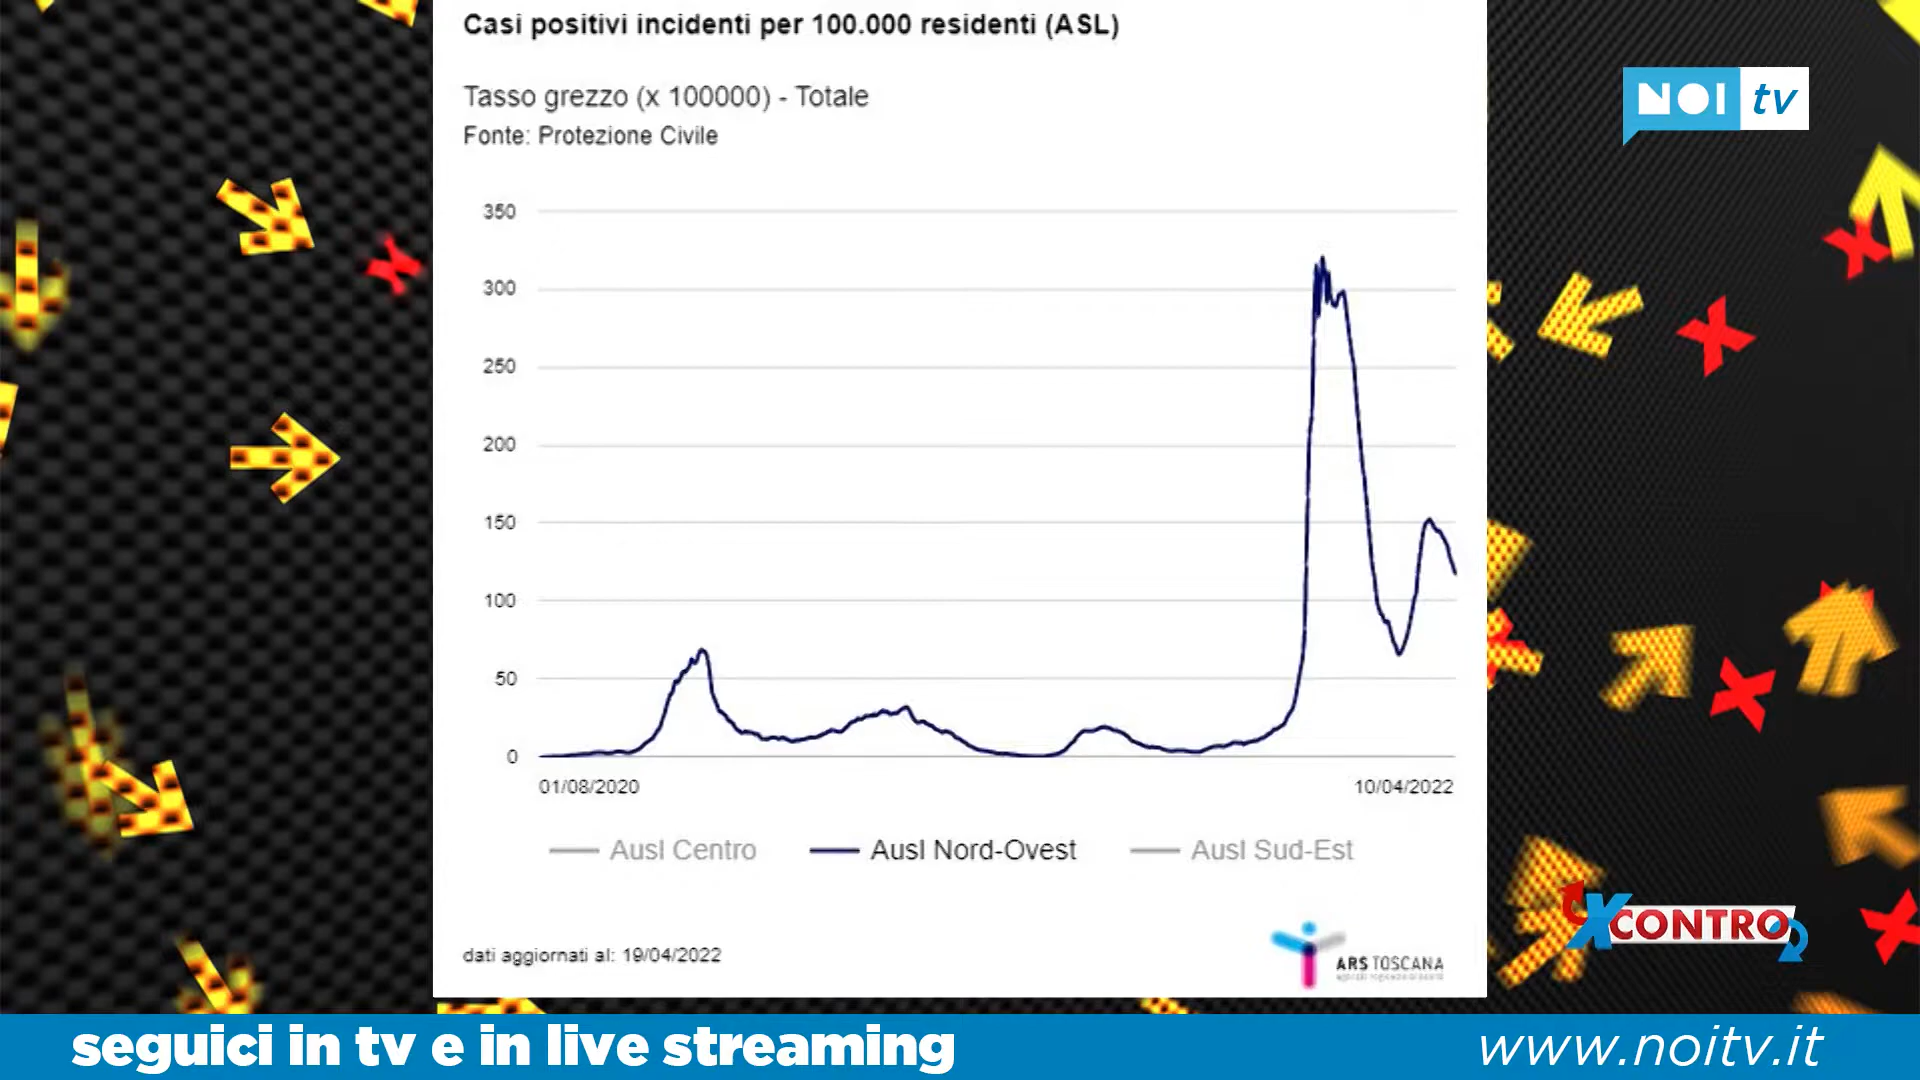 Casi positivi incidenti per 100.000 residenti (ASL)
Tasso grezzo (x 100000) - Totale
Fonte: Protezione Civile
NOI tv
350
300
250
200
150
100
50
0
01/08/2020
10/04/2022
Ausl Centro
Ausl Nord-Ovest
Ausl Sud-Est
XCONTRO
dati aggiornati al: 19/04/2022
ARS TOSCANA
seguici in tv e in live streaming
www.noitv.it